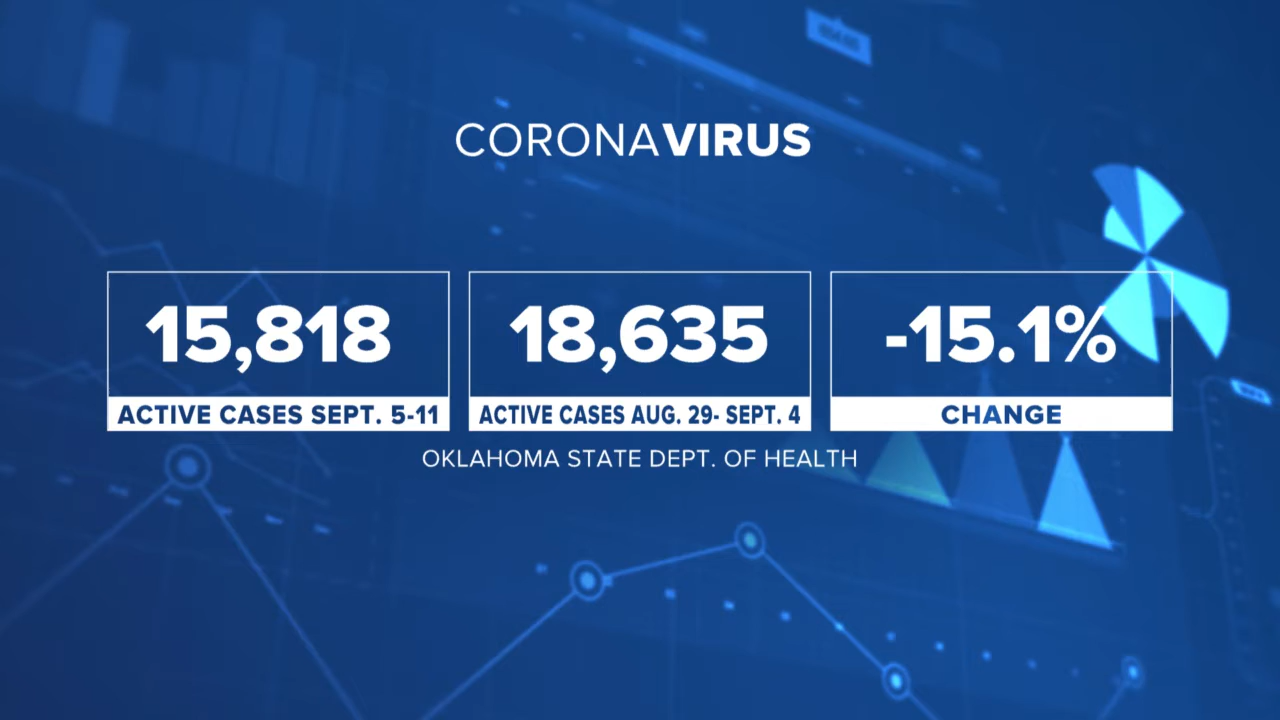 CORONAVIRUS
15,818
ACTIVE CASES SEPT. 5-11
18,635
ACTIVE CASES AUG. 29- SEPT. 4
-15.1%
CHANGE
OKLAHOMA STATE DEPT. OF HEALTH